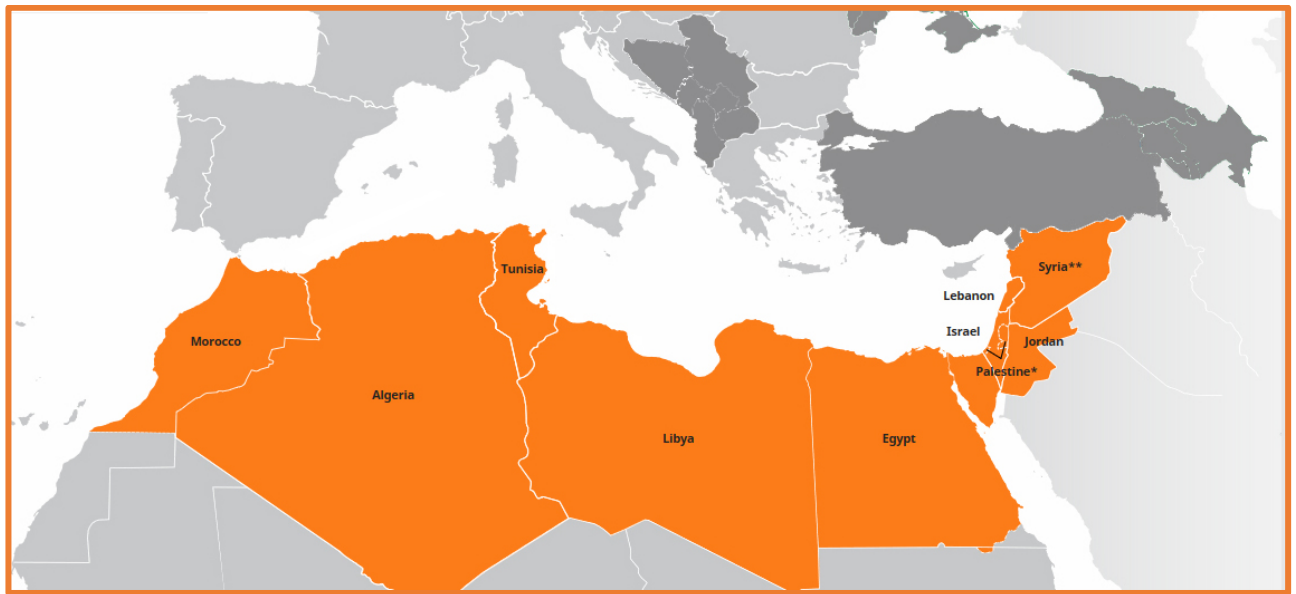 Tunisia
Syria**
Lebanon
Israel
Morocco
Jordan
Palestine*
Algeria
Libya
Egypt